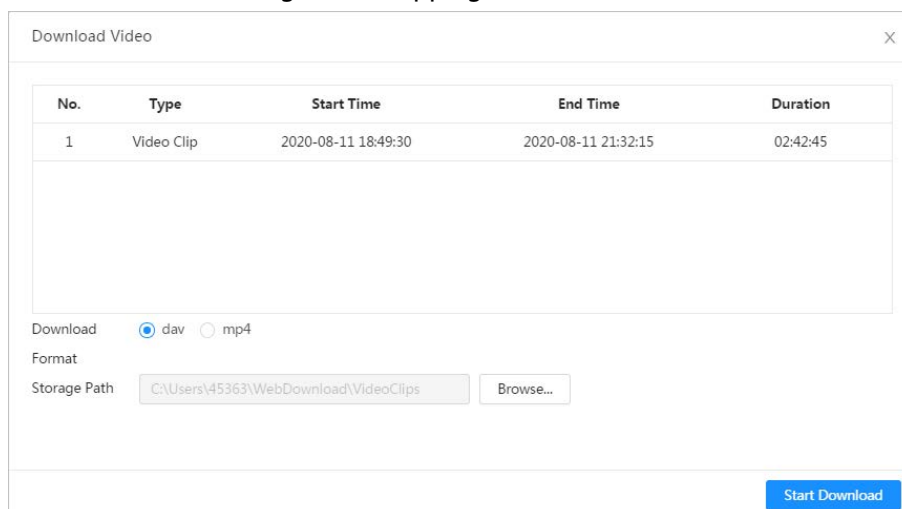 Download Video X
No. Type Start Time End Time Duration
1 Video Clip 2020-08-11 18:49:30 2020-08-11 21:32:15 02:42:45
Download dav mp4
Format
Storage Path C:\Users\45363\WebDownload\VideoClips Browse...
Start Download